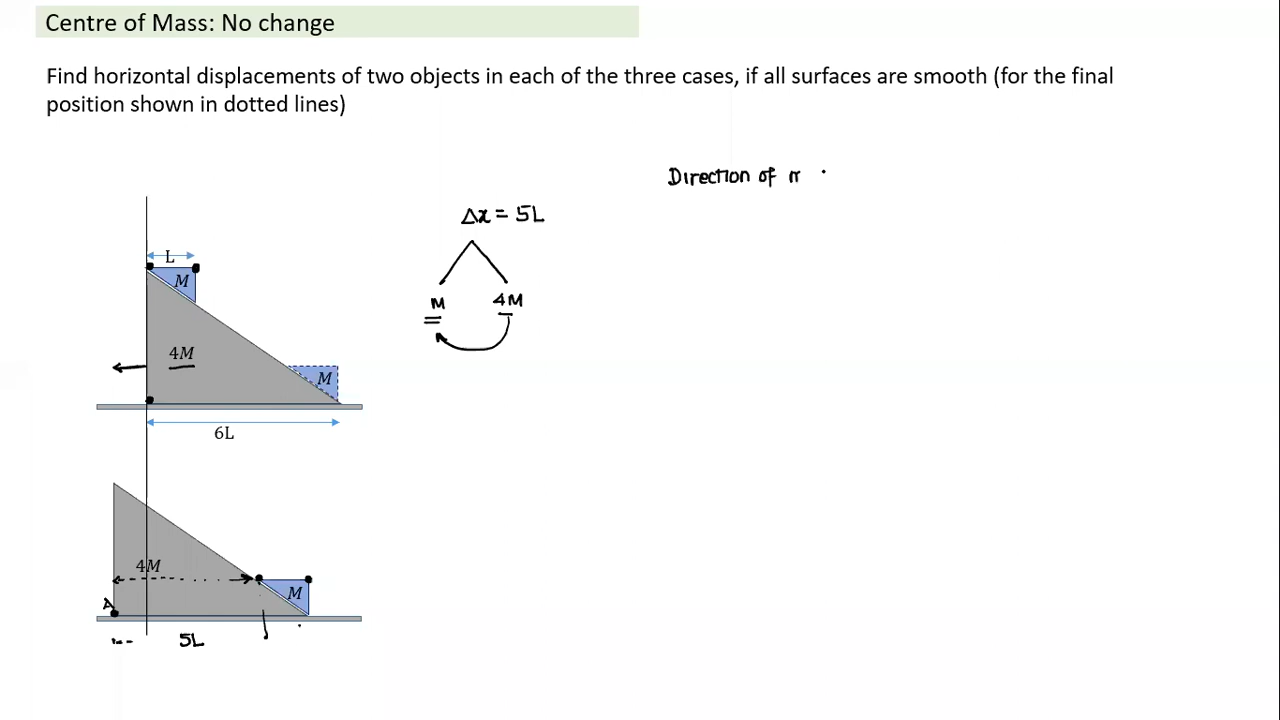 Centre of Mass: No change
Find horizontal displacements of two objects in each of the three cases, if all surfaces are smooth (for the final
position shown in dotted lines)
Direction of
Δx = 5L
L
M
M 4M
4M
M
6L
4M
M
A
5L